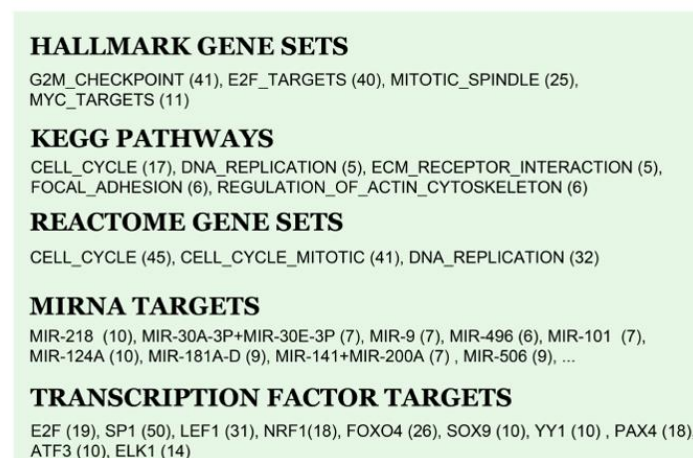 HALLMARK GENE SETS
G2M_CHECKPOINT (41), E2F_TARGETS (40), MITOTIC_SPINDLE (25),
MYC_TARGETS (11)
KEGG PATHWAYS
CELL_CYCLE (17), DNA_REPLICATION (5), ECM_RECEPTOR_INTERACTION (5),
FOCAL_ADHESION (6), REGULATION_OF_ACTIN_CYTOSKELETON (6)
REACTOME GENE SETS
CELL_CYCLE (45), CELL_CYCLE_MITOTIC (41), DNA_REPLICATION (32)
MIRNA TARGETS
MIR-218 (10), MIR-30A-3P+MIR-30E-3P (7), MIR-9 (7), MIR-496 (6), MIR-101 (7),
MIR-124A (10), MIR-181A-D (9), MIR-141+MIR-200A (7) , MIR-506 (9), ...
TRANSCRIPTION FACTOR TARGETS
E2F (19), SP1 (50), LEF1 (31), NRF1(18), FOXO4 (26), SOX9 (10), YY1 (10) , PAX4 (18)
ATF3 (10), ELK1 (14)